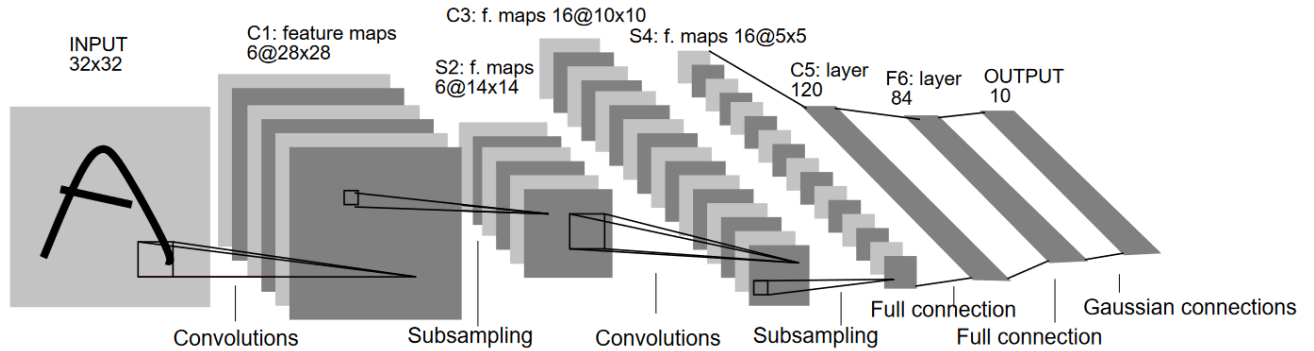 INPUT
32x32
C1: feature maps
6@28x28
S2: f. maps
6@14x14
C3: f. maps 16@10x10
S4: f. maps 16@5x5
C5: layer
120
F6: layer
84
OUTPUT
10
Convolutions
Subsampling
Convolutions
Subsampling
Full connection
Full connection
Gaussian connections